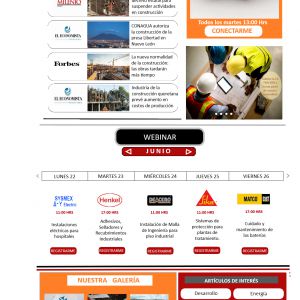 MILENIO
suspender actividades
en construcción
EL ECONOMISTA
CONAGUA autoriza
la construcción de la
presa Libertad en
Nuevo León
Forbes
La nueva normalidad
de la construcción:
las obras tardarán
más tiempo
EL ECONOMISTA
Industria de la
construcción queretana
prevé aumento en
costos de producción
Todos los martes 13:00 Hrs
CONECTARME
WEBINAR
JUNIO
LUNES 22
MARTES 23
MIÉRCOLES 24
JUEVES 25
VIERNES 26
SYSMEX
Electric
11:00 HRS
Instalaciones
eléctricas para
hospitales
REGISTRARME
Henkel
17:00 HRS
Adhesivos,
Selladores y
Recubrimientos
Industriales
REGISTRARME
DEACERO
10:00 HRS
Instalación de Malla
de Ingeniería para
piso industrial
REGISTRARME
Sika
11:00 HRS
Sistemas de
protección para
plantas de
tratamiento.
REGISTRARME
MATCO
CAT
17:00 HRS
Cuidado y
mantenimiento de
las baterías
REGISTRARME
NUESTRA GALERÍA
ARTÍCULOS DE INTERÉS
Desarrollo
Energía